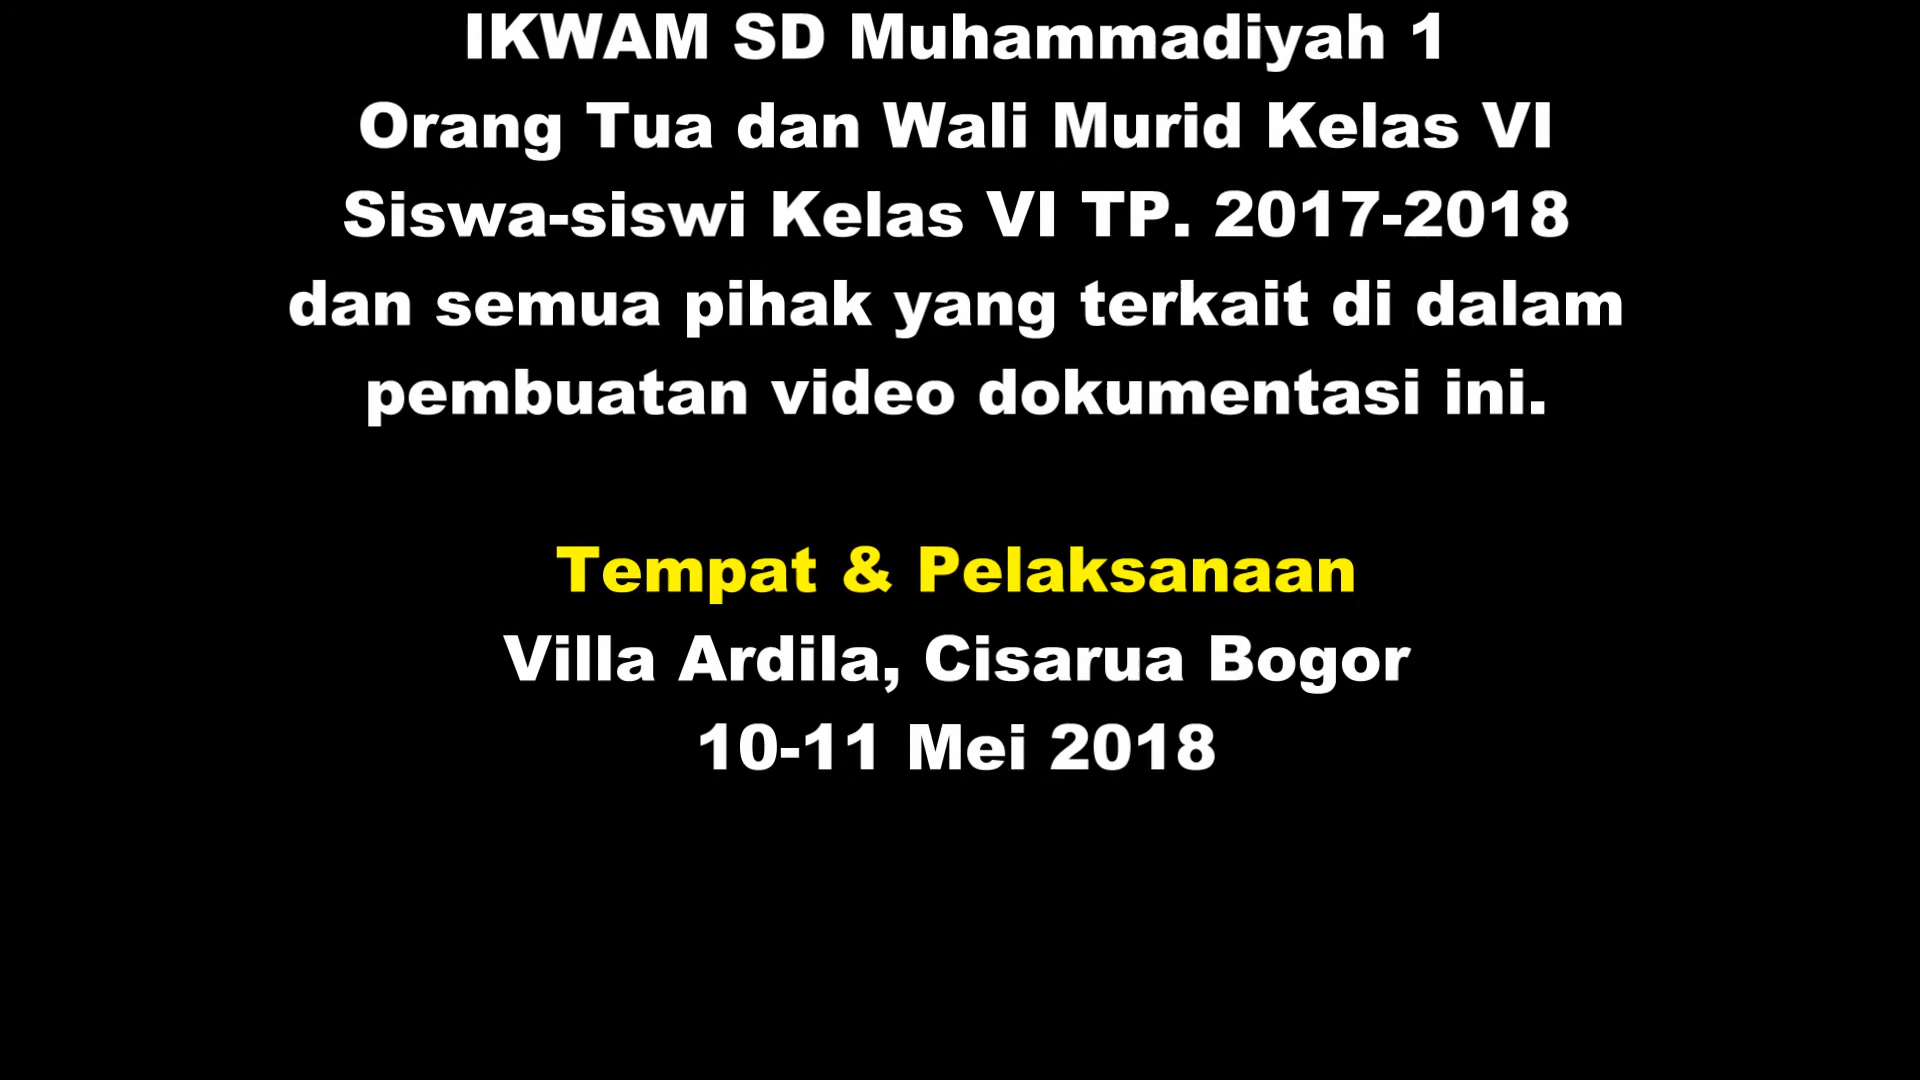 IKWAM SD Muhammadiyah 1
Orang Tua dan Wali Murid Kelas VI
Siswa-siswi Kelas VI TP. 2017-2018
dan semua pihak yang terkait di dalam
pembuatan video dokumentasi ini.
Tempat & Pelaksanaan
Villa Ardila, Cisarua Bogor
10-11 Mei 2018